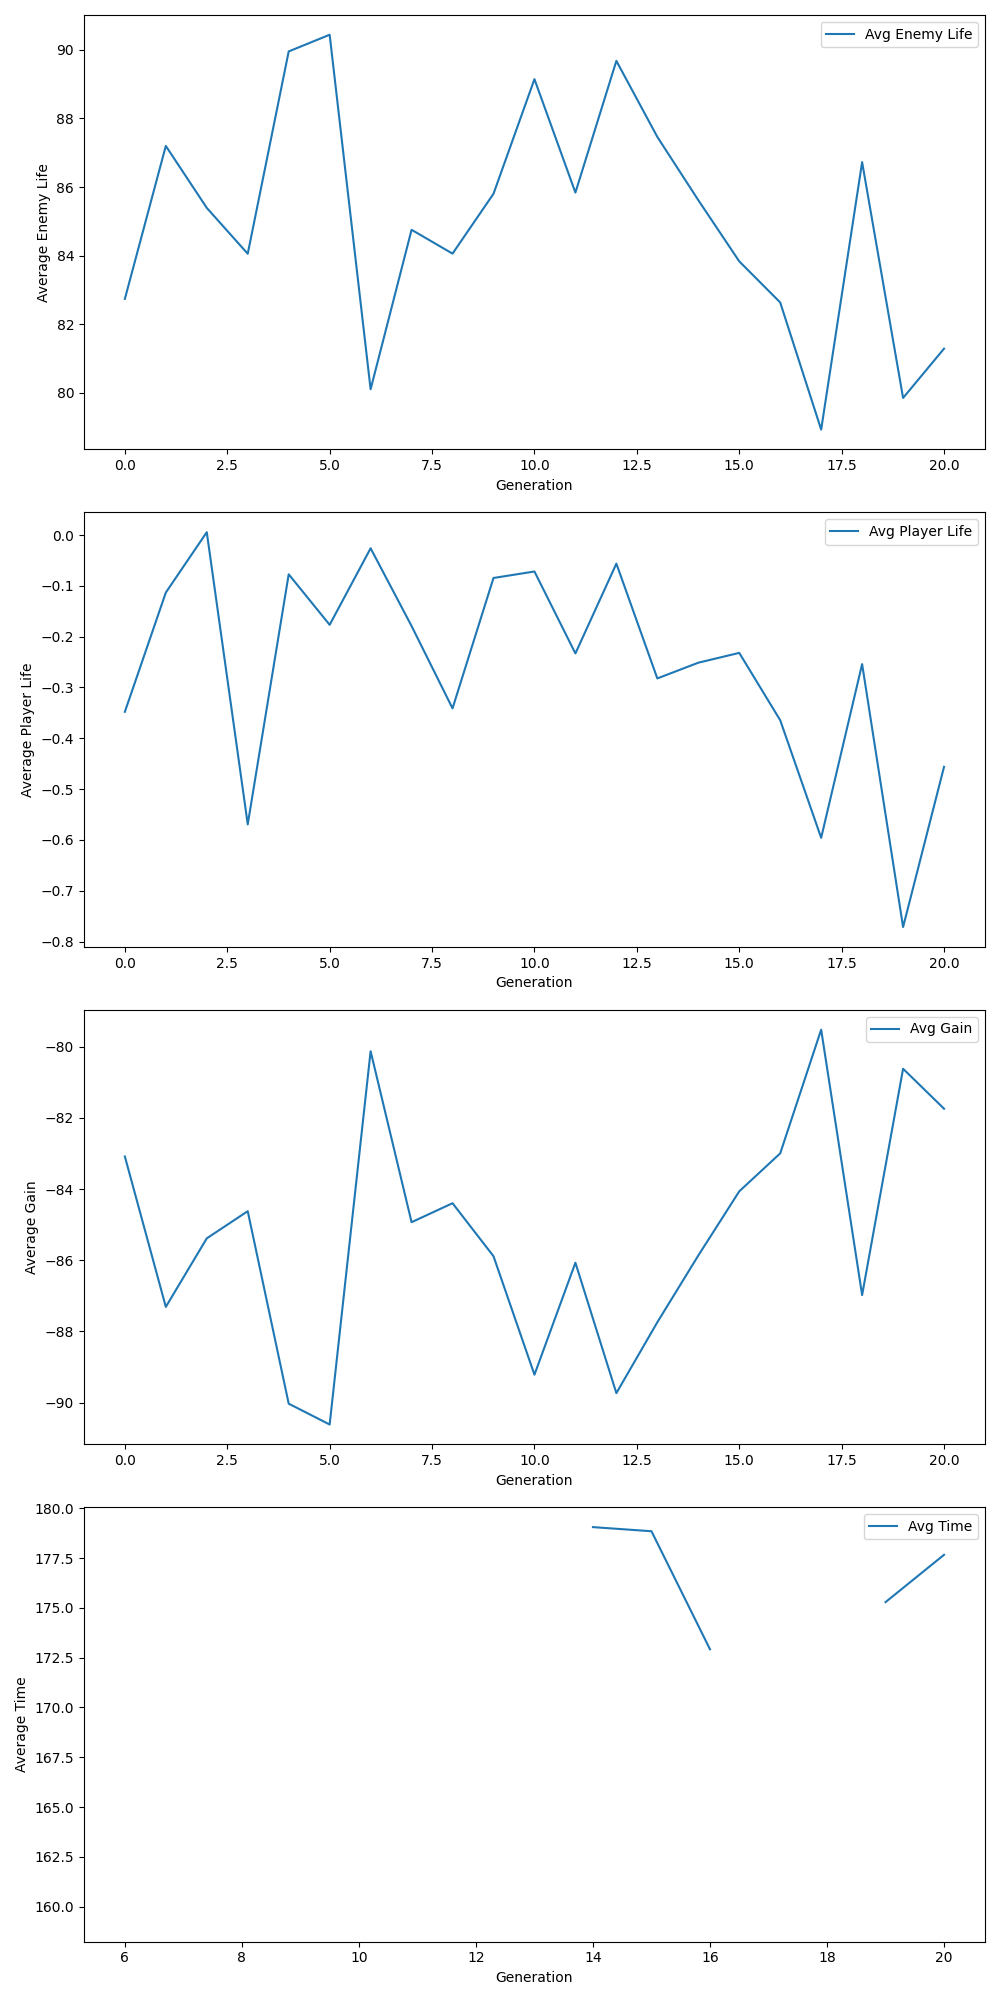 Avg Enemy Life
Average Enemy Life
90
88
86
84
82
80
0.0 2.5 5.0 7.5 10.0 12.5 15.0 17.5 20.0
Generation
Avg Player Life
Average Player Life
0.0
−0.1
−0.2
−0.3
−0.4
−0.5
−0.6
−0.7
−0.8
0.0 2.5 5.0 7.5 10.0 12.5 15.0 17.5 20.0
Generation
Avg Gain
Average Gain
−80
−82
−84
−86
−88
−90
0.0 2.5 5.0 7.5 10.0 12.5 15.0 17.5 20.0
Generation
Avg Time
Average Time
180.0
177.5
175.0
172.5
170.0
167.5
165.0
162.5
160.0
6 8 10 12 14 16 18 20
Generation